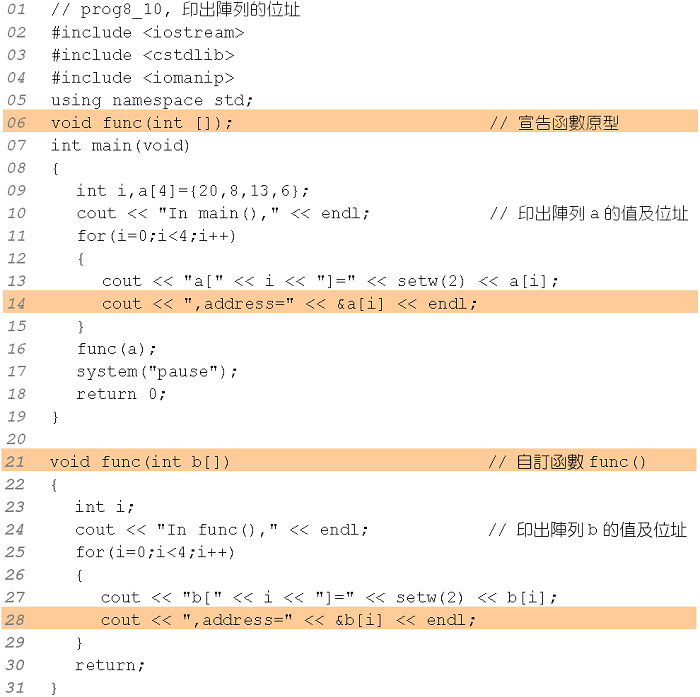 01 // prog8_10, 印出陣列的位址
02 #include <iostream>
03 #include <cstdlib>
04 #include <iomanip>
05 using namespace std;
06 void func(int []); // 宣告函數原型
07 int main(void)
08 {
09 int i,a[4]={20,8,13,6};
10 cout << "In main()," << endl; // 印出陣列 a 的值及位址
11 for(i=0;i<4;i++)
12 {
13 cout << "a[" << i << "]=" << setw(2) << a[i];
14 cout << ",address=" << &a[i] << endl;
15 }
16 func(a);
17 system("pause");
18 return 0;
19 }
20
21 void func(int b[]) // 自訂函數 func()
22 {
23 int i;
24 cout << "In func()," << endl; // 印出陣列 b 的值及位址
25 for(i=0;i<4;i++)
26 {
27 cout << "b[" << i << "]=" << setw(2) << b[i];
28 cout << ",address=" << &b[i] << endl;
29 }
30 return;
31 }